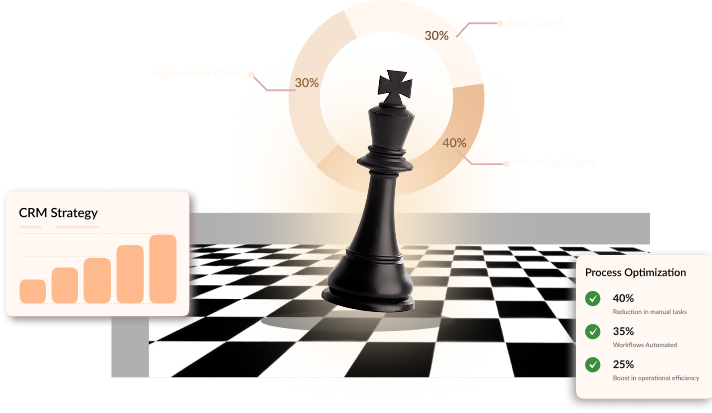 30%
New Clients
High-valued Clients
30%
40%
Returning Clients
CRM Strategy
Process Optimization
40%
Reduction in manual tasks
35%
Workflows Automated
25%
Boost in operational efficiency